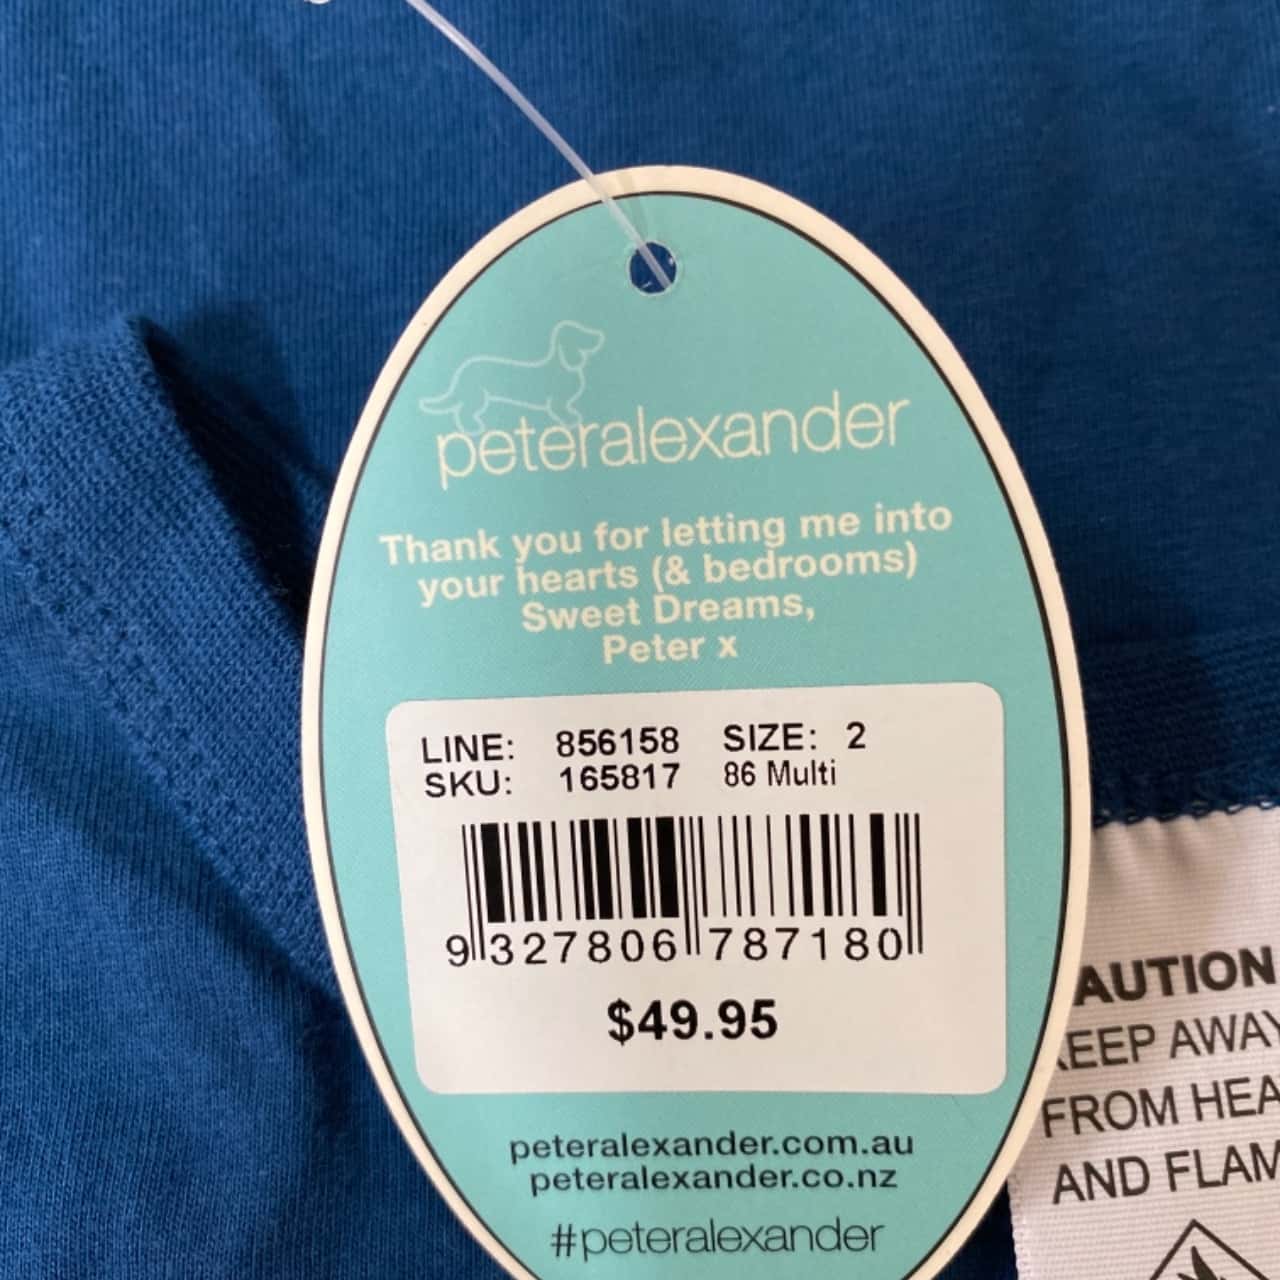 peteralexander
Thank you for letting me into
your hearts (& bedrooms)
Sweet Dreams,
Peter x
LINE: 856158 SIZE: 2
SKU: 165817 86 Multi
9 327806 787180
$49.95
peteralexander.com.au
peteralexander.co.nz
#peteralexander
AUTION
KEEP AWAY
FROM HEA
AND FLAM